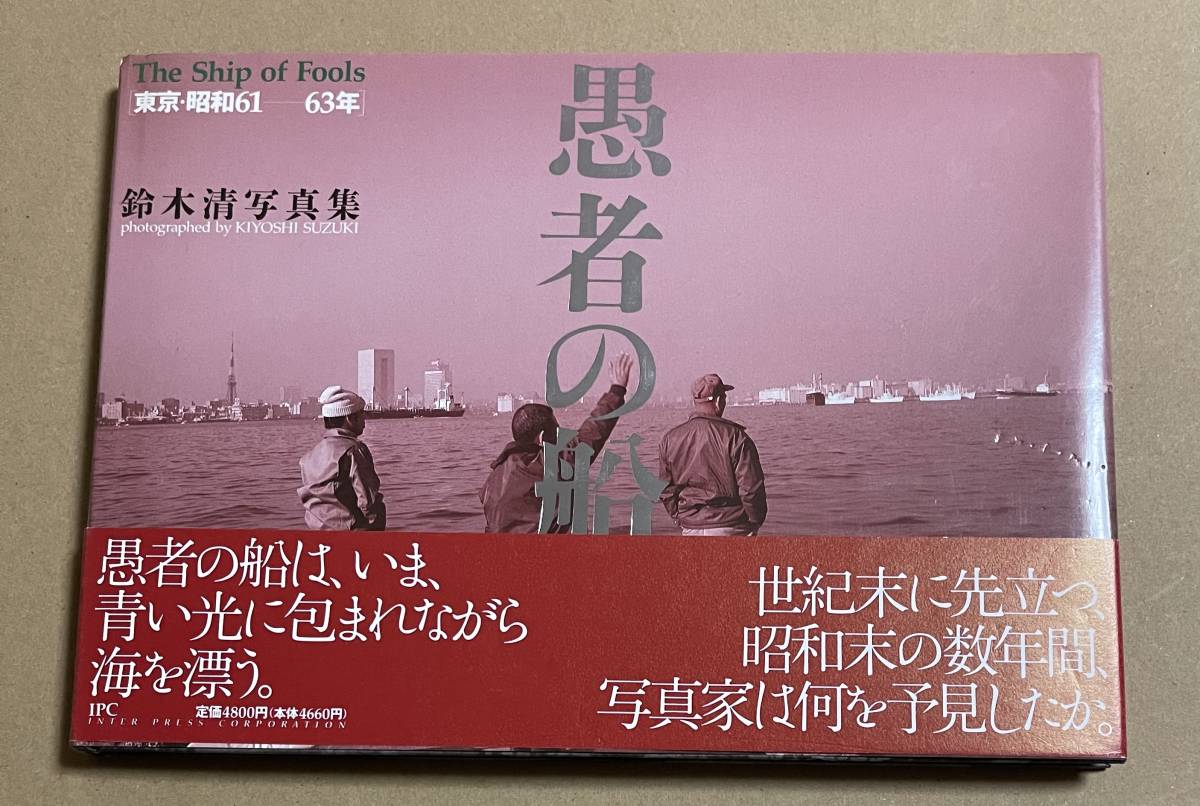 The Ship of Fools
[東京・昭和61——63年]
鈴木清写真集
photographed by KIYOSHI SUZUKI
愚者の船
愚者の船は、いま、
青い光に包まれながら
海を漂う。
IPC
INTER PRESS CORPORATION
定価4800円(本体4660円)
世紀末に先立つ、
昭和末の数年間、
写真家は何を予見したか。